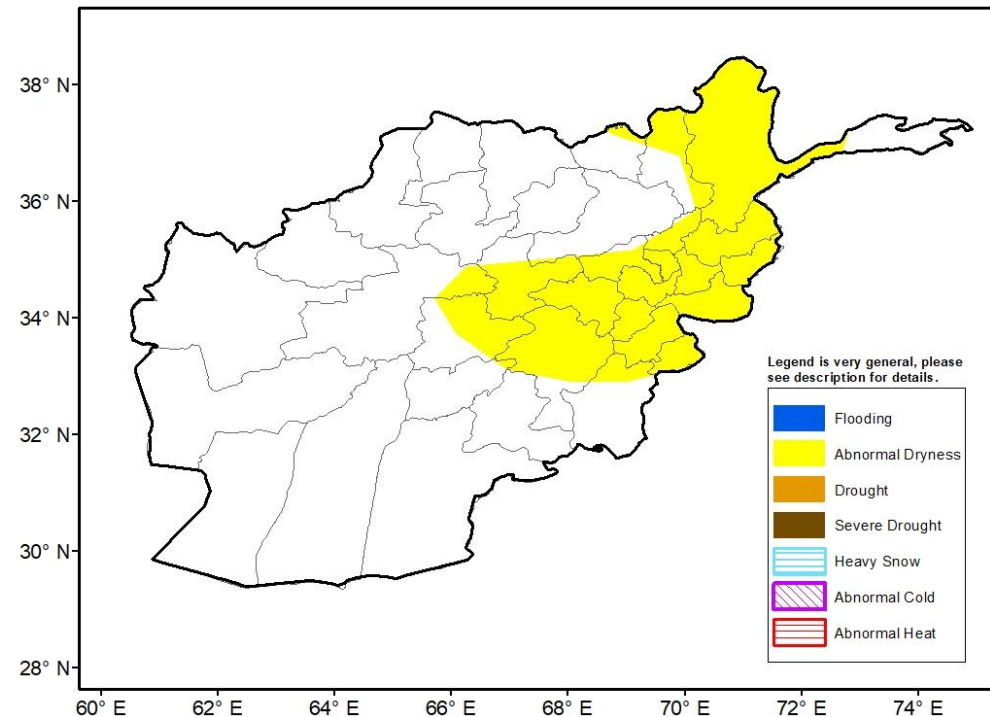 38° N
36° N
34° N
32° N
30° N
28° N
60° E
62° E
64° E
66° E
68° E
70° E
72° E
74° E
Legend is very general, please
see description for details.
Flooding
Abnormal Dryness
Drought
Severe Drought
Heavy Snow
Abnormal Cold
Abnormal Heat